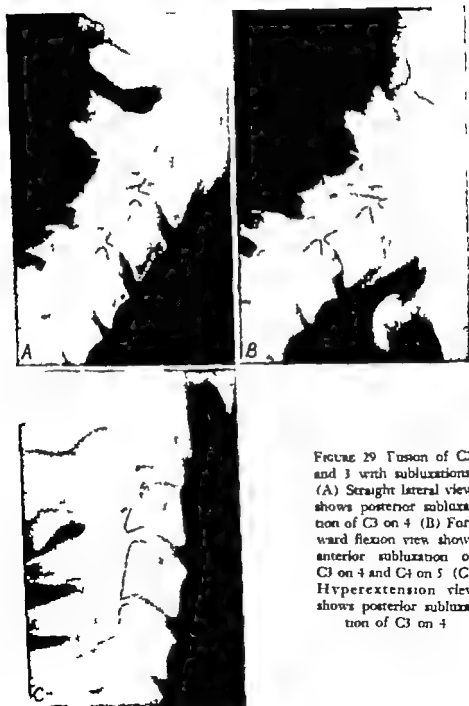 A
B
C
FIGURE 29 Fusion of C2
and 3 with subluxations
(A) Straight lateral view
shows posterior subluxa
tion of C3 on 4 (B) For
ward flexion view shows
anterior subluxation of
C3 on 4 and C4 on 5 (C)
Hyperextension view
shows posterior subluxa
tion of C3 on 4